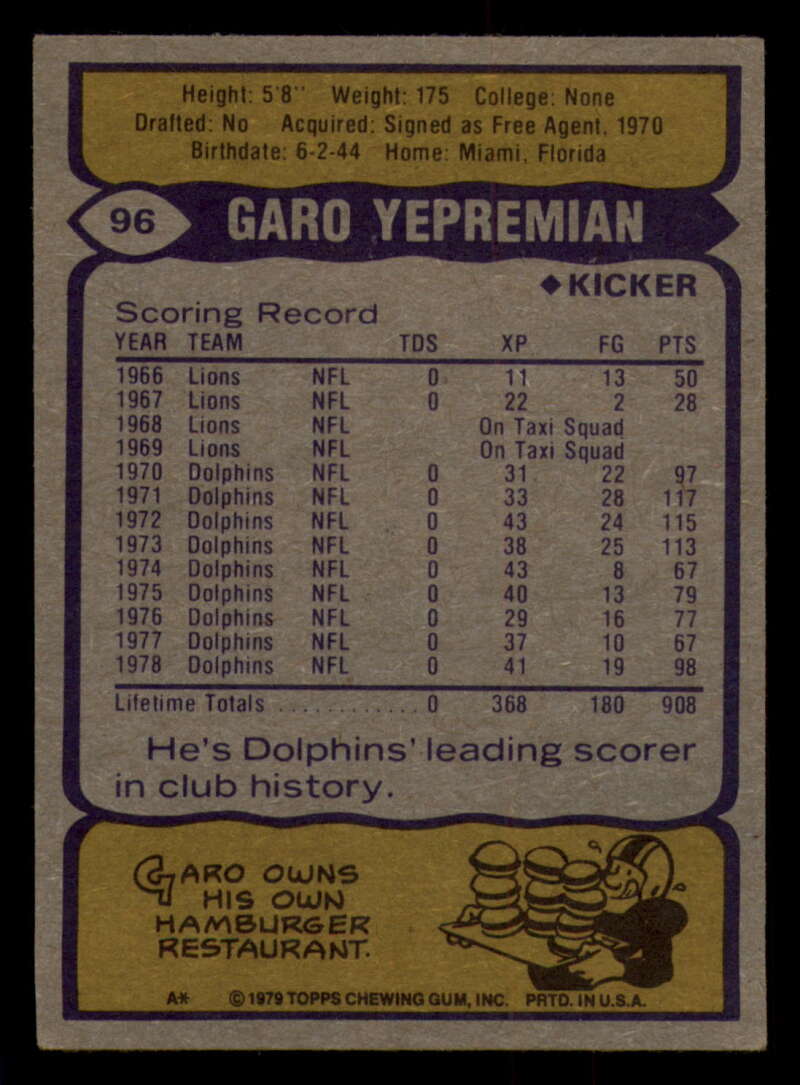 Height: 5'8" Weight: 175 College: None
Drafted: No Acquired: Signed as Free Agent, 1970
Birthdate: 6-2-44 Home: Miami, Florida
96 GARO YEPREMIAN
◆ KICKER
Scoring Record
YEAR TEAM TDS XP FG PTS
1966 Lions NFL 0 11 13 50
1967 Lions NFL 0 22 2 28
1968 Lions NFL On Taxi Squad
1969 Lions NFL On Taxi Squad
1970 Dolphins NFL 0 31 22 97
1971 Dolphins NFL 0 33 28 117
1972 Dolphins NFL 0 43 24 115
1973 Dolphins NFL 0 38 25 113
1974 Dolphins NFL 0 43 8 67
1975 Dolphins NFL 0 40 13 79
1976 Dolphins NFL 0 29 16 77
1977 Dolphins NFL 0 37 10 67
1978 Dolphins NFL 0 41 19 98
Lifetime Totals ............. 0 368 180 908
He's Dolphins' leading scorer
in club history.
GARO OWNS
HIS OWN
HAMBURGER
RESTAURANT.
A* ©1979 TOPPS CHEWING GUM, INC. PRTD. IN U.S.A.